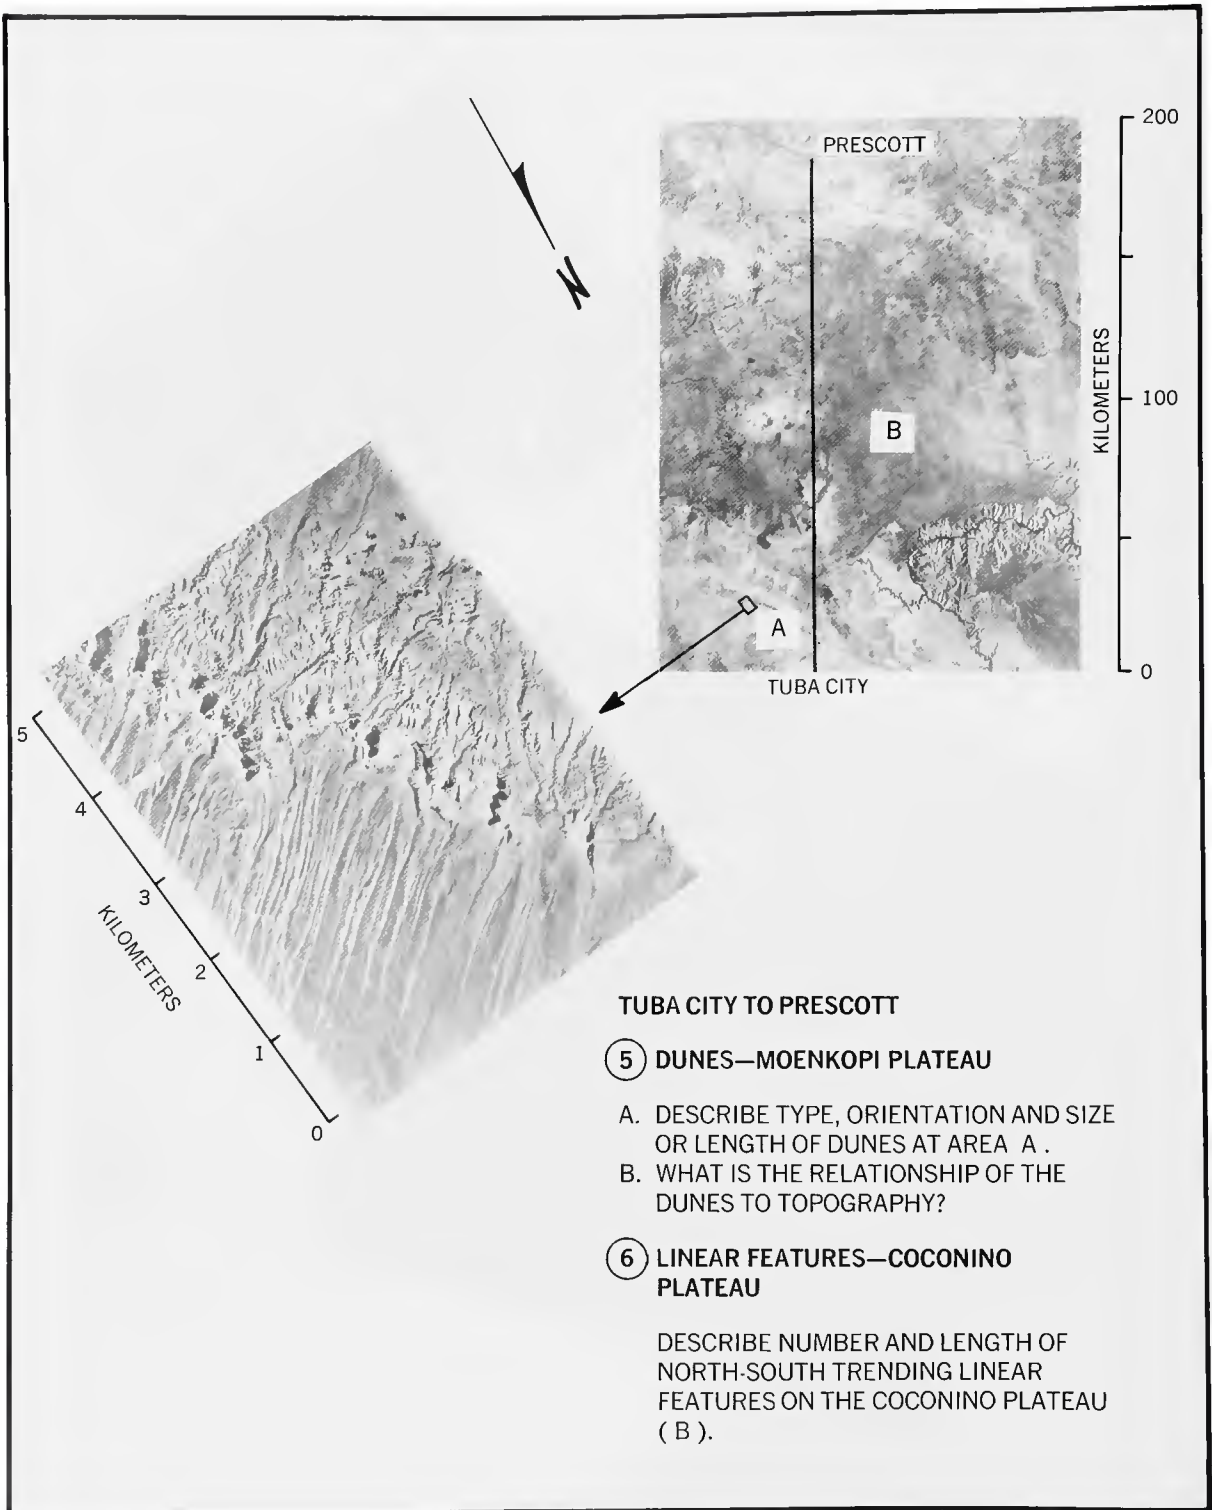 PRESCOTT
200
KILOMETERS
100
B
A
0
TUBA CITY
N
5
4
3
2
1
0
KILOMETERS
TUBA CITY TO PRESCOTT
5 DUNES—MOENKOPI PLATEAU
A. DESCRIBE TYPE, ORIENTATION AND SIZE
OR LENGTH OF DUNES AT AREA A .
B. WHAT IS THE RELATIONSHIP OF THE
DUNES TO TOPOGRAPHY?
6 LINEAR FEATURES—COCONINO
PLATEAU
DESCRIBE NUMBER AND LENGTH OF
NORTH-SOUTH TRENDING LINEAR
FEATURES ON THE COCONINO PLATEAU
( B ).